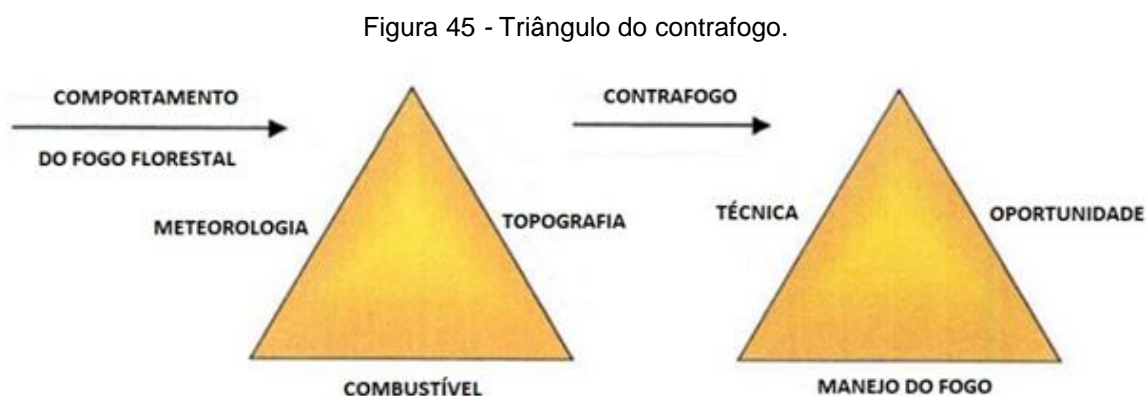 Figura 45 - Triângulo do contrafogo.
COMPORTAMENTO
DO FOGO FLORESTAL
METEOROLOGIA
TOPOGRAFIA
COMBUSTÍVEL
CONTRAFOGO
TÉCNICA
OPORTUNIDADE
MANEJO DO FOGO